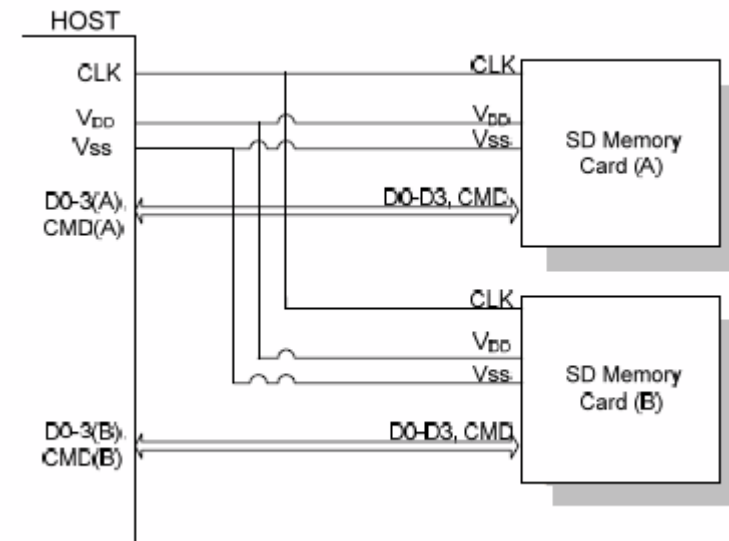 HOST
CLK
VDD
Vss
D0-3(A),
CMD(A)
CLK
VDD
Vss
D0-D3, CMD
SD Memory
Card (A)
CLK
VDD
Vss
SD Memory
Card (B)
D0-3(B),
CMD(B)
D0-D3, CMD